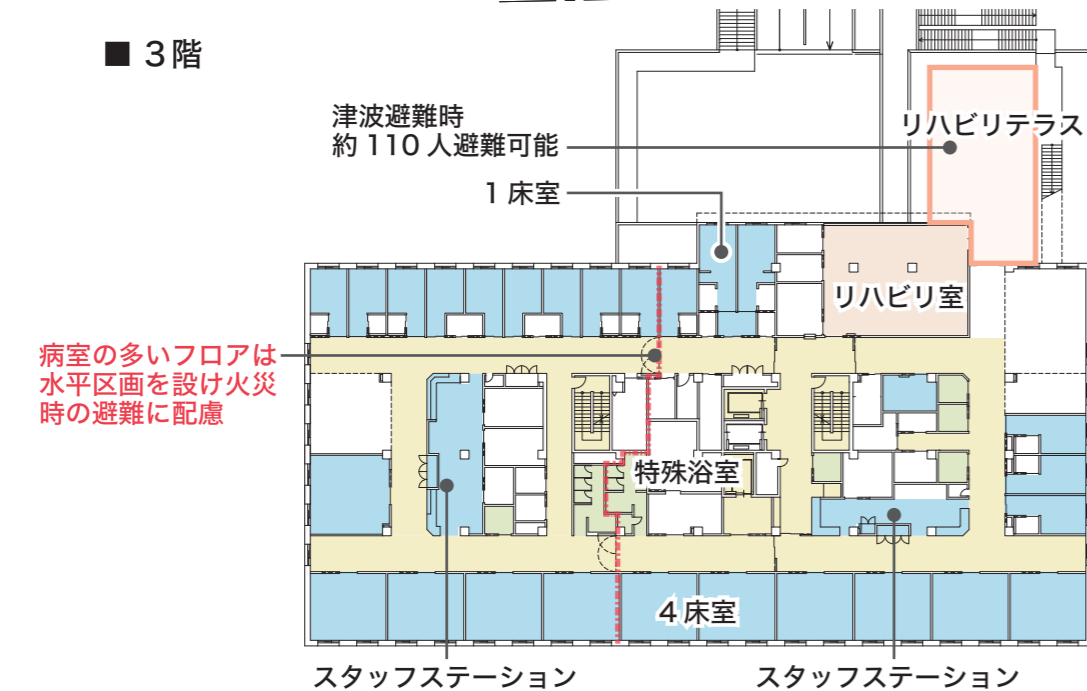 ■ 3階
津波避難時
約 110 人避難可能
リハビリテラス
1 床室
リハビリ室
病室の多いフロアは
水平区画を設け火災
時の避難に配慮
特殊浴室
4 床室
スタッフステーション
スタッフステーション